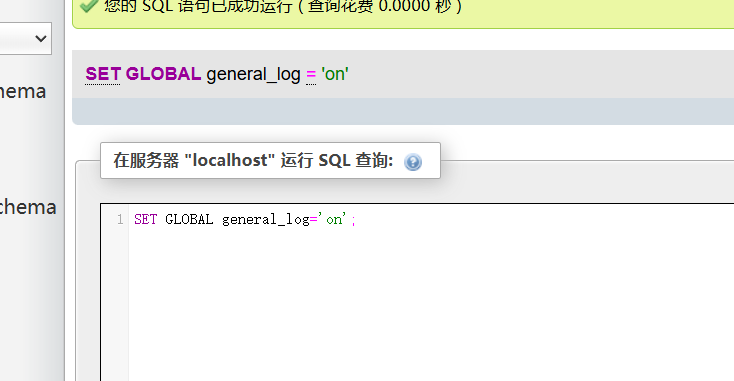 您的 SQL 语句已成功运行 ( 查询花费 0.0000 秒 )
SET GLOBAL general_log = 'on'
hema
在服务器 "localhost" 运行 SQL 查询:
chema
1 SET GLOBAL general_log='on';